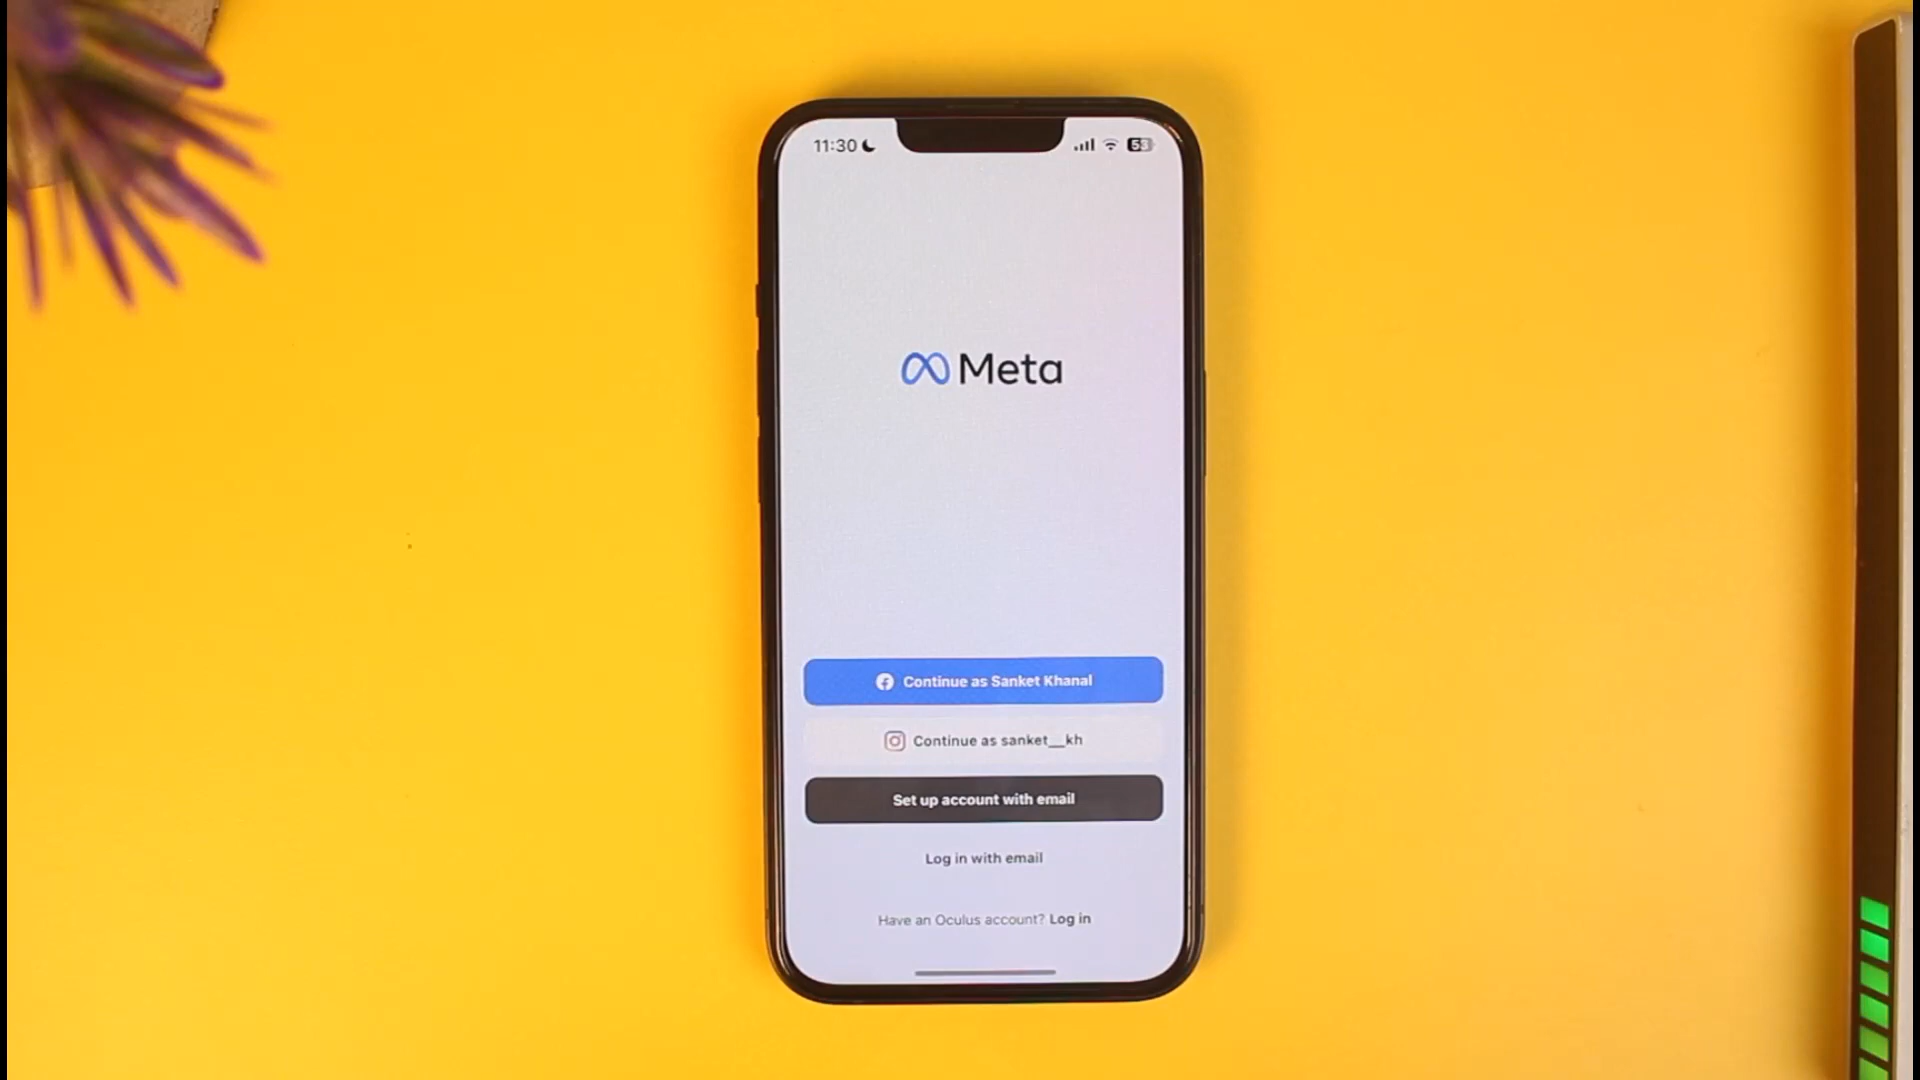 11:30
53
Meta
Continue as Sanket Khanal
Continue as sanket__kh
Set up account with email
Log in with email
Have an Oculus account? Log in